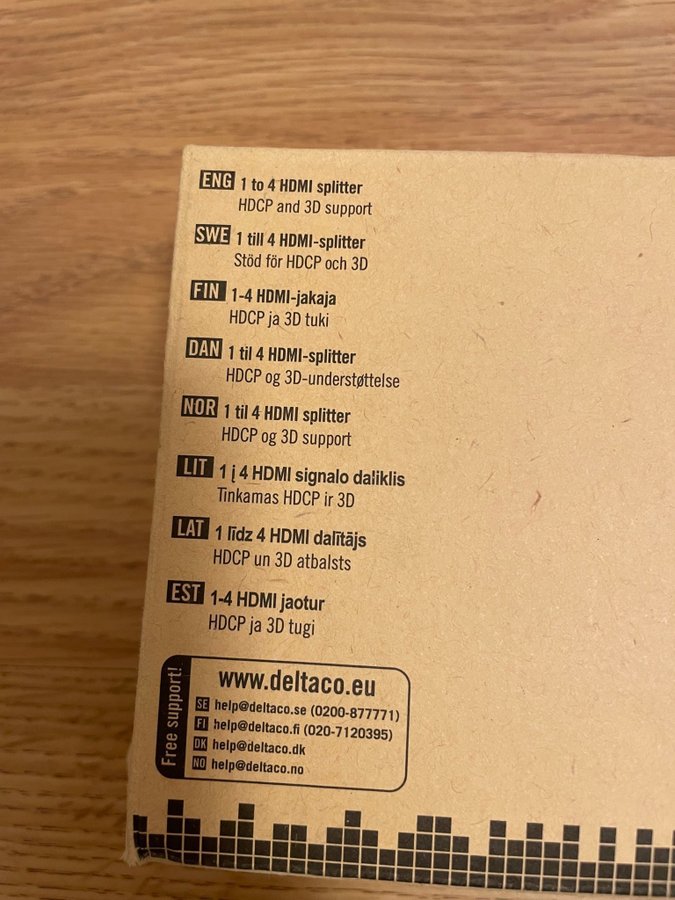 ENG 1 to 4 HDMI splitter
HDCP and 3D support
SWE 1 till 4 HDMI-splitter
Stöd för HDCP och 3D
FIN 1-4 HDMI-jakaja
HDCP ja 3D tuki
DAN 1 til 4 HDMI-splitter
HDCP og 3D-understøttelse
NOR 1 til 4 HDMI splitter
HDCP og 3D support
LIT 1 į 4 HDMI signalo daliklis
Tinkamas HDCP ir 3D
LAT 1 līdz 4 HDMI dalītājs
HDCP un 3D atbalsts
EST 1-4 HDMI jaotur
HDCP ja 3D tugi
Free support!
www.deltaco.eu
SE help@deltaco.se (0200-877771)
FI help@deltaco.fi (020-7120395)
DK help@deltaco.dk
NO help@deltaco.no